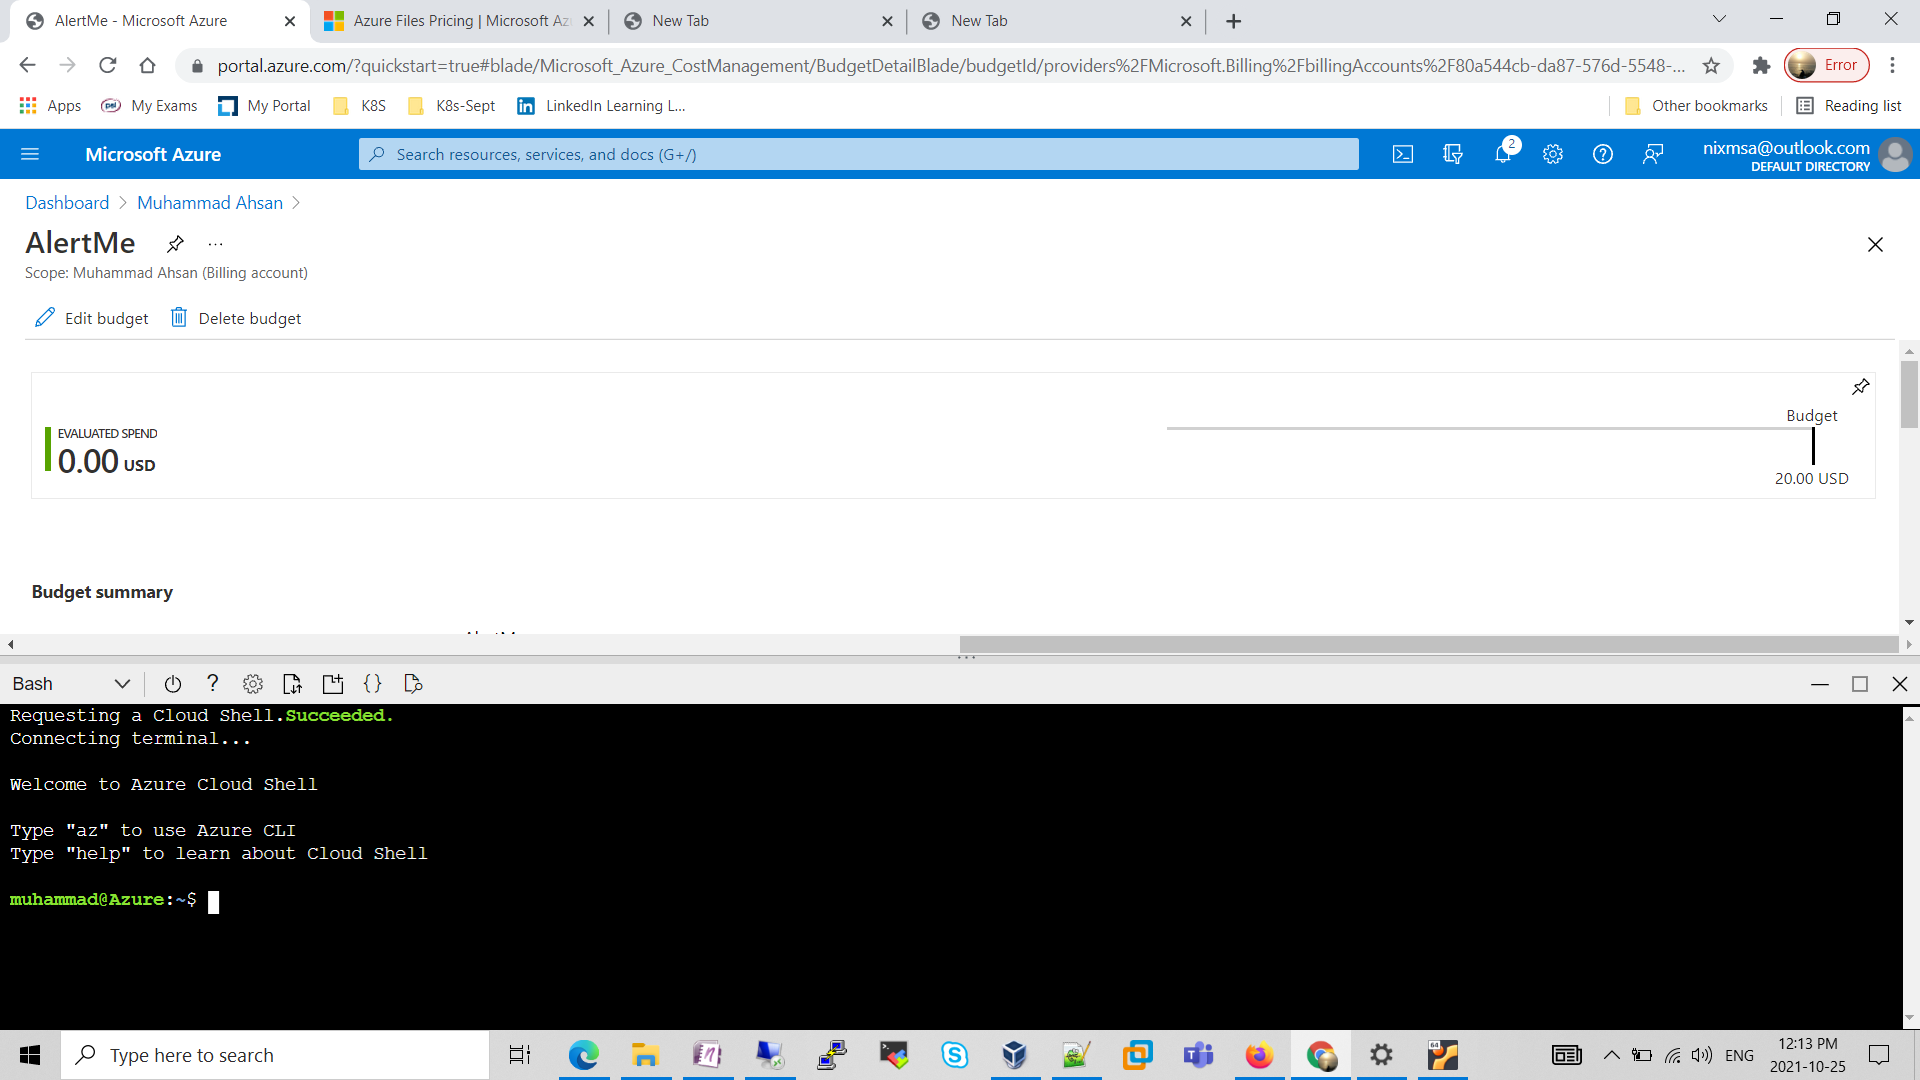 AlertMe - Microsoft Azure
Azure Files Pricing | Microsoft Az
New Tab
New Tab
portal.azure.com/?quickstart=true#blade/Microsoft_Azure_CostManagement/BudgetDetailBlade/budgetId/providers%2FMicrosoft.Billing%2FbillingAccounts%2F80a544cb-da87-576d-5548-...
Error
Apps
My Exams
My Portal
K8S
K8s-Sept
LinkedIn Learning L...
Other bookmarks
Reading list
Microsoft Azure
Search resources, services, and docs (G+/)
2
nixmsa@outlook.com
DEFAULT DIRECTORY
Dashboard > Muhammad Ahsan >
AlertMe
Scope: Muhammad Ahsan (Billing account)
Edit budget
Delete budget
Budget
EVALUATED SPEND
0.00 USD
20.00 USD
Budget summary
Bash
Requesting a Cloud Shell.Succeeded.
Connecting terminal...
Welcome to Azure Cloud Shell
Type "az" to use Azure CLI
Type "help" to learn about Cloud Shell
muhammad@Azure:~$
Type here to search
ENG
12:13 PM
2021-10-25